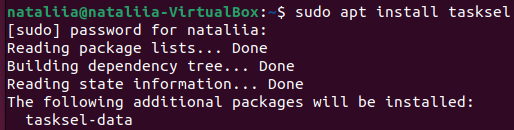 nataliia@nataliia-VirtualBox:~$ sudo apt install tasksel
[sudo] password for nataliia:
Reading package lists... Done
Building dependency tree... Done
Reading state information... Done
The following additional packages will be installed:
  tasksel-data